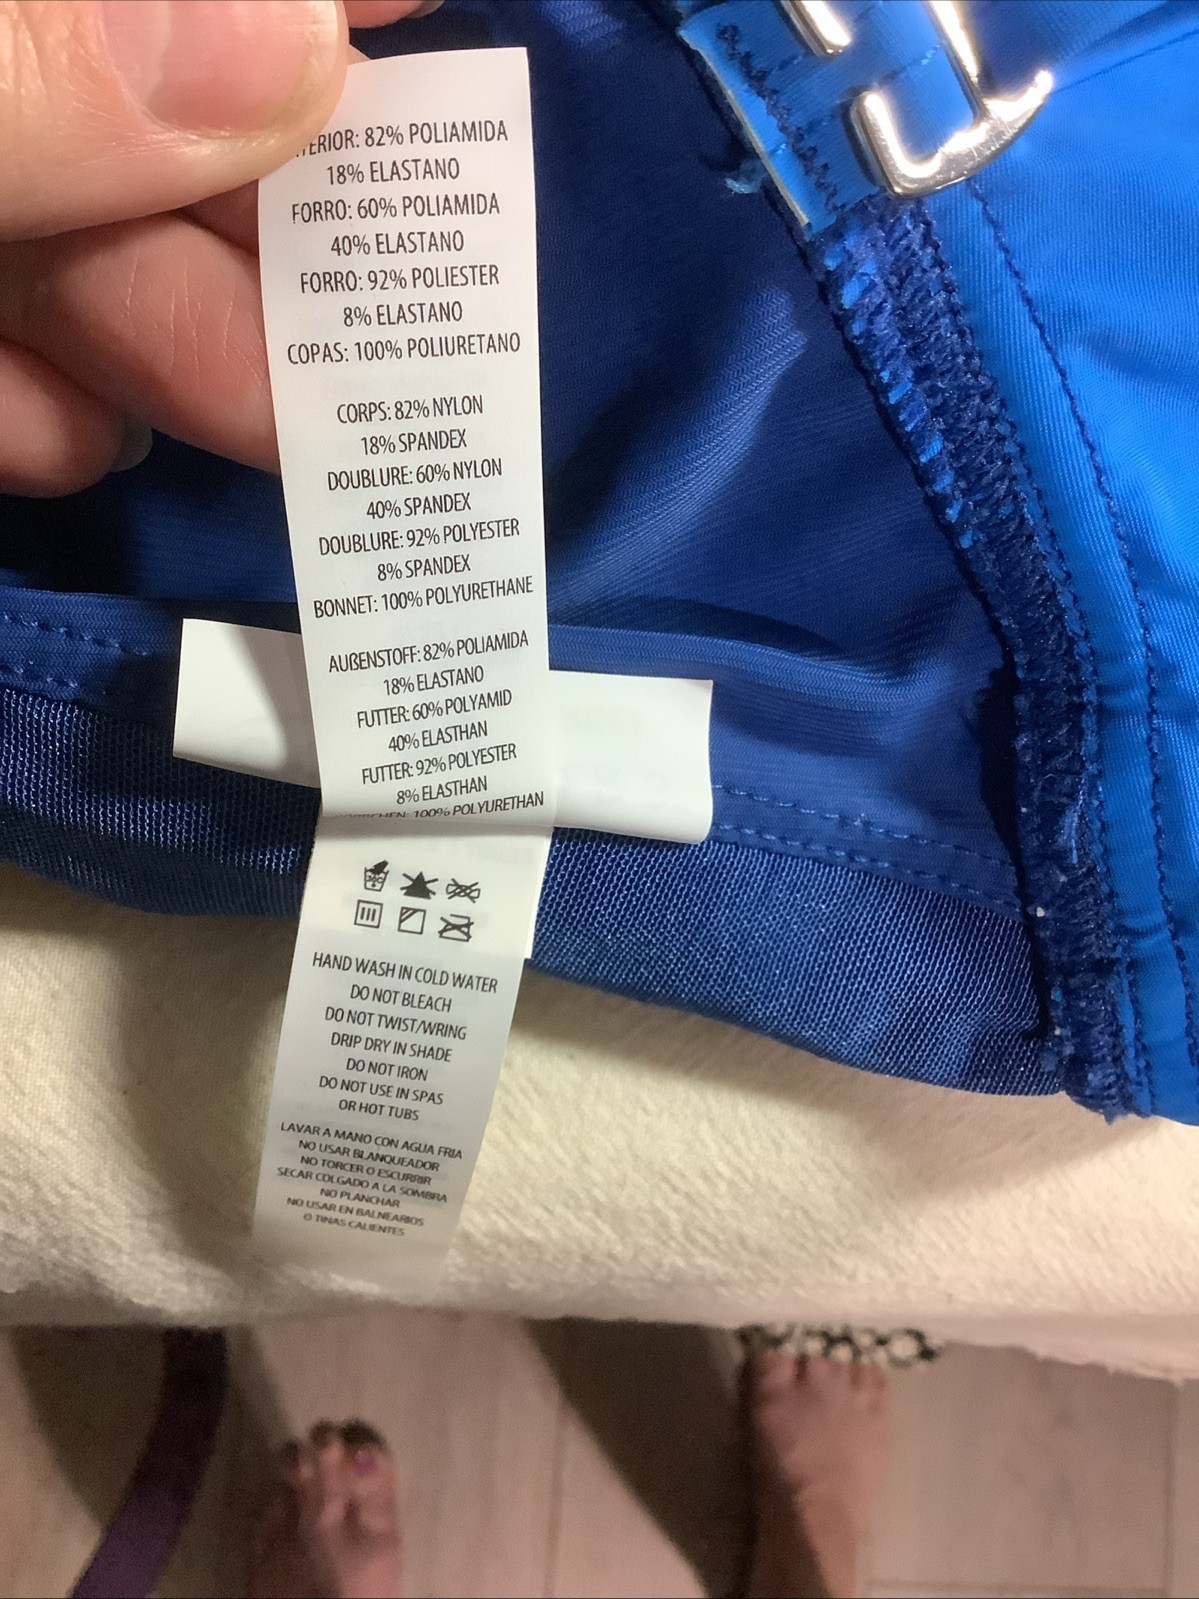 82% POLIAMIDA
18% ELASTANO
FORRO: 60% POLIAMIDA
40% ELASTANO
FORRO: 92% POLIESTER
8% ELASTANO
COPAS: 100% POLIURETANO
CORPS: 82% NYLON
18% SPANDEX
DOUBLURE: 60% NYLON
40% SPANDEX
DOUBLURE: 92% POLYESTER
8% SPANDEX
BONNET: 100% POLYURETHANE
AUßENSTOFF: 82% POLIAMIDA
18% ELASTANO
FUTTER: 60% POLYAMID
40% ELASTHAN
FUTTER: 92% POLYESTER
8% ELASTHAN
100% POLYURETHAN
HAND WASH IN COLD WATER
DO NOT BLEACH
DO NOT TWIST/WRING
DRIP DRY IN SHADE
DO NOT IRON
DO NOT USE IN SPAS
OR HOT TUBS
LAVAR A MANO CON AGUA FRIA
NO USAR BLANQUEADOR
NO TORCER O ESCURRIR
SECAR COLGADO A LA SOMBRA
NO PLANCHAR
NO USAR EN BALNEARIOS
O TINAS CALIENTES